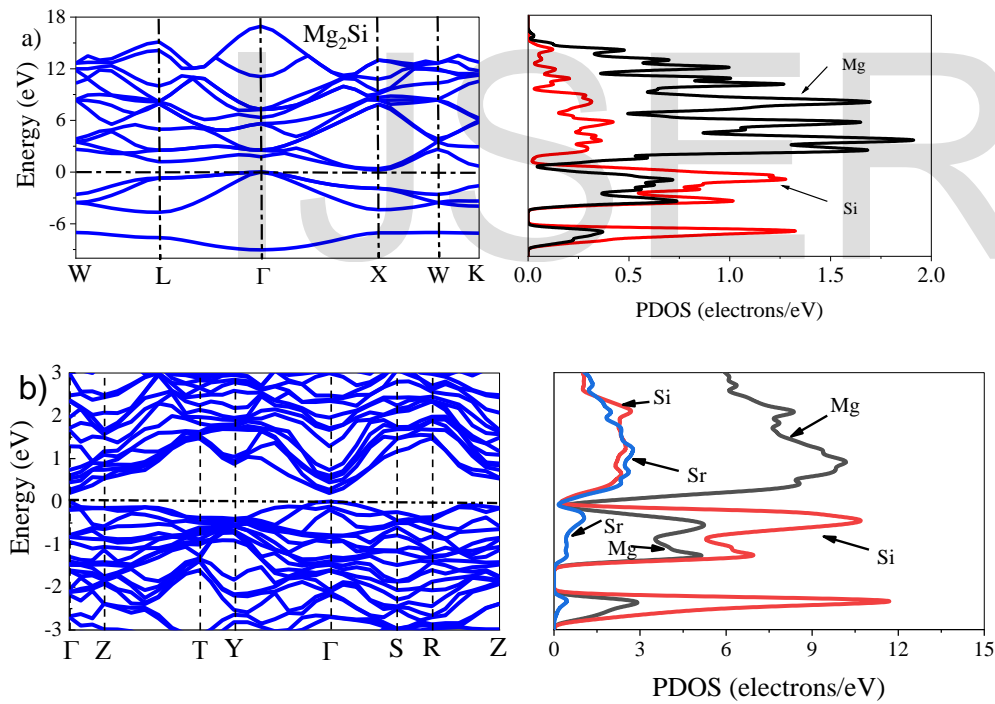 a)
Mg₂Si
Energy (eV)
18
12
6
0
-6
W L Γ X W K
IJSER
Mg
Si
0.0 0.5 1.0 1.5 2.0
PDOS (electrons/eV)
b)
Energy (eV)
3
2
1
0
-1
-2
-3
Γ Z T Y Γ S R Z
Si
Mg
Sr
Sr
Mg
Si
0 3 6 9 12 15
PDOS (electrons/eV)